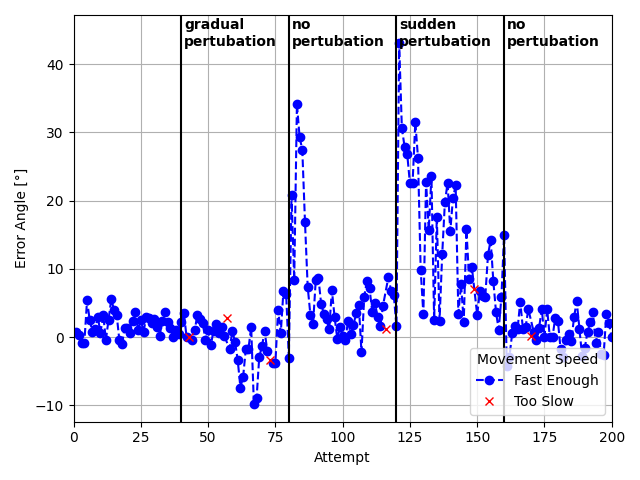 gradual
pertubation
no
pertubation
sudden
pertubation
no
pertubation
40
30
20
10
0
−10
Error Angle [°]
0
25
50
75
100
125
150
175
200
Attempt
Movement Speed
Fast Enough
Too Slow